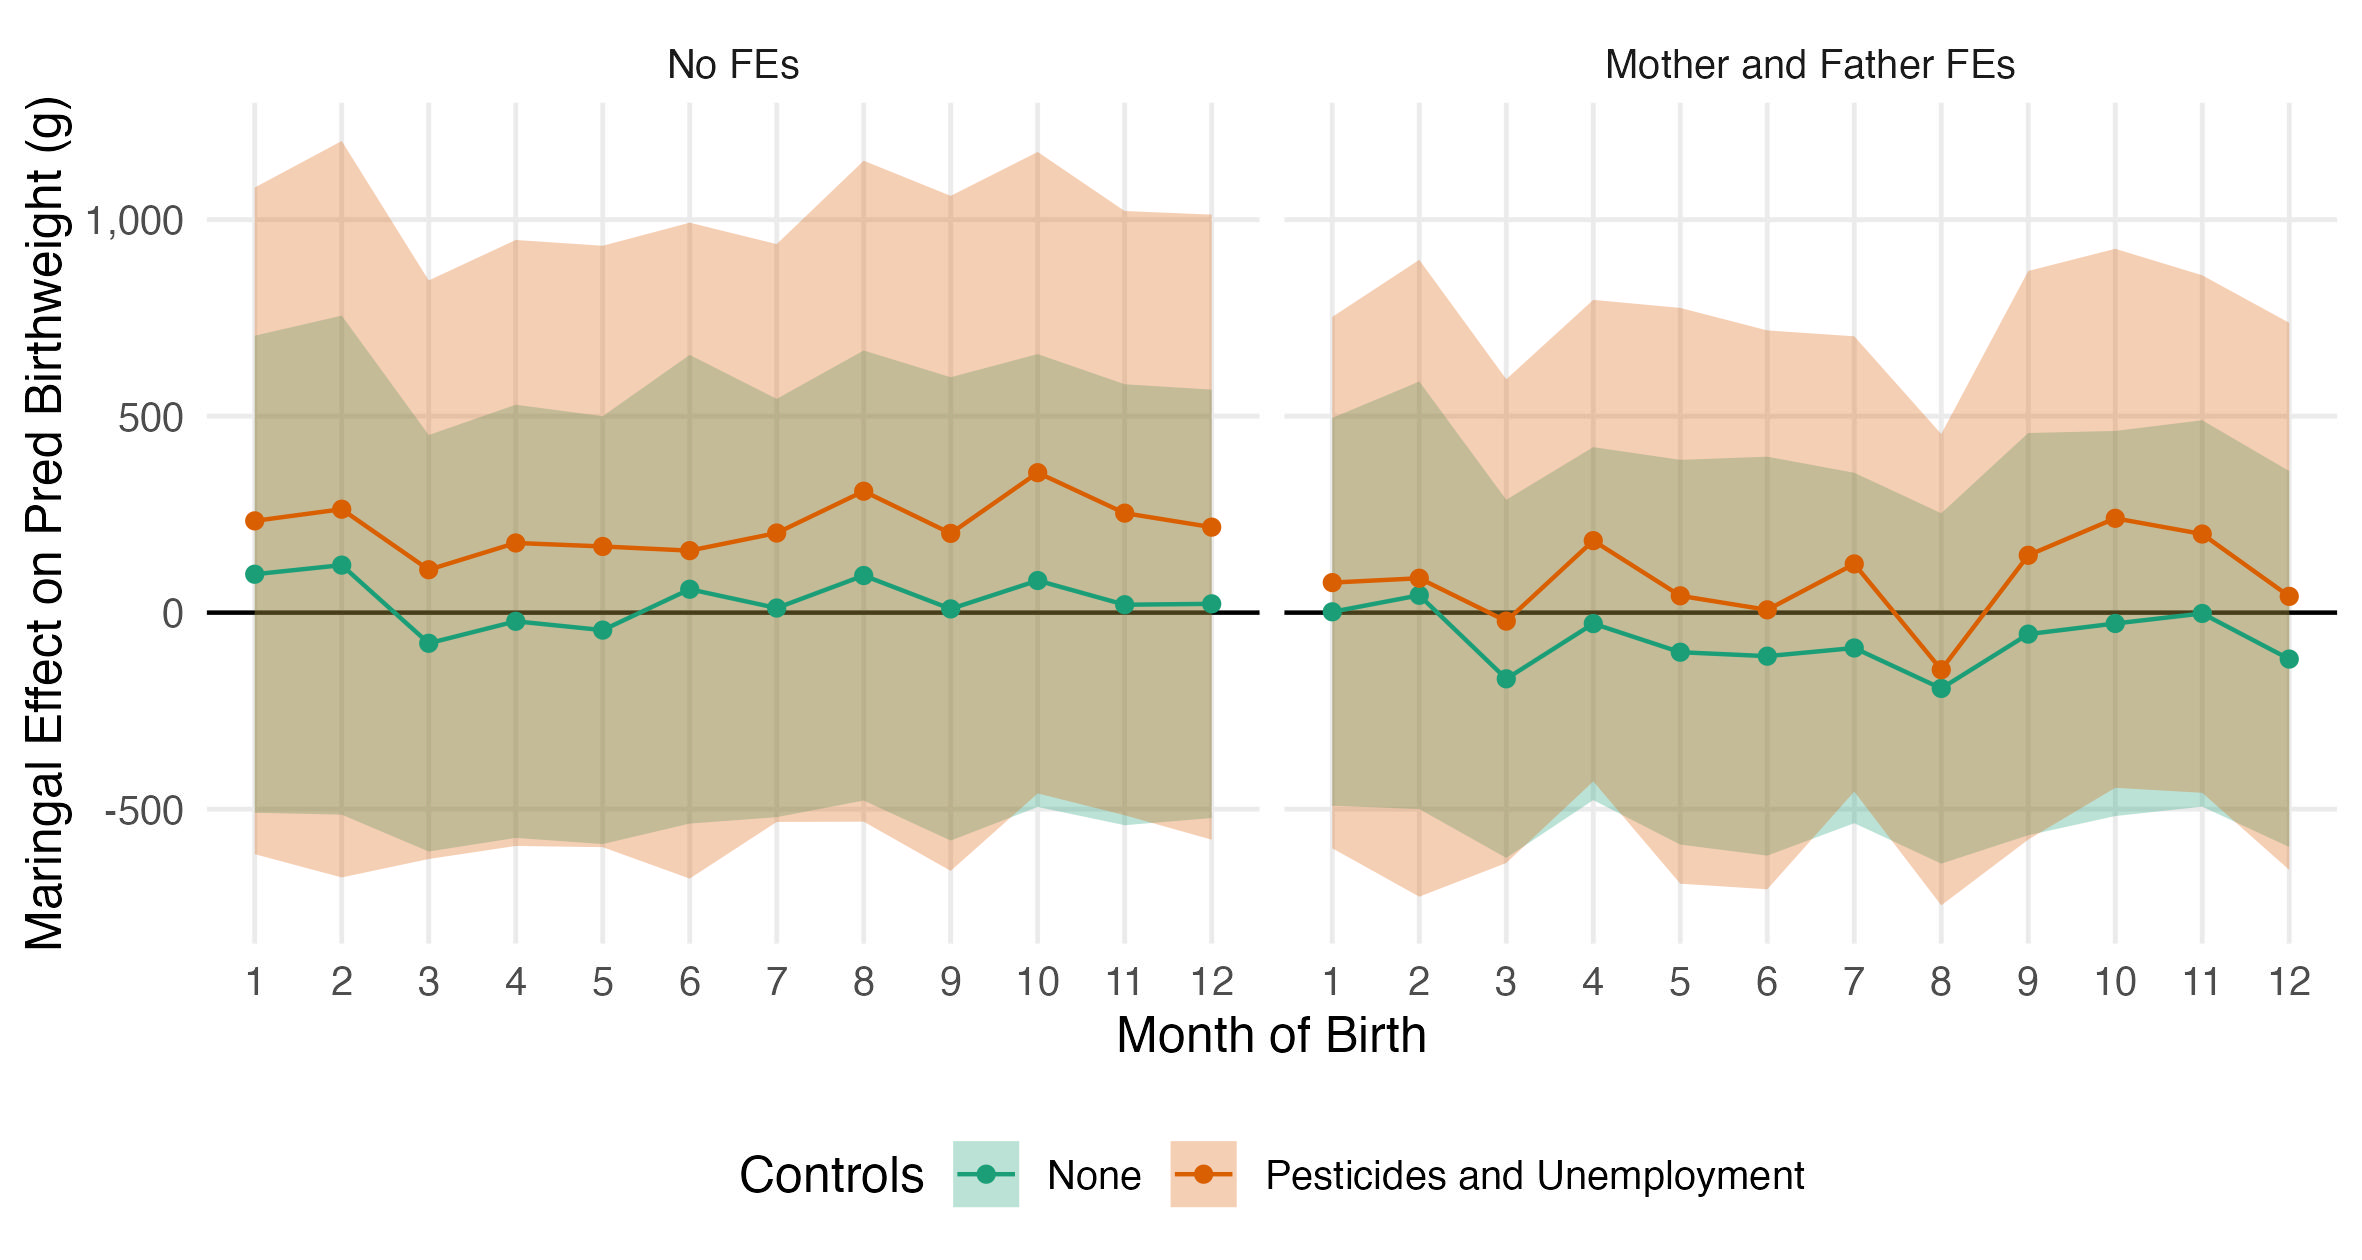 No FEs
Mother and Father FEs
Maringal Effect on Pred Birthweight (g)
1,000
500
0
-500
1 2 3 4 5 6 7 8 9 10 11 12
1 2 3 4 5 6 7 8 9 10 11 12
Month of Birth
Controls None Pesticides and Unemployment